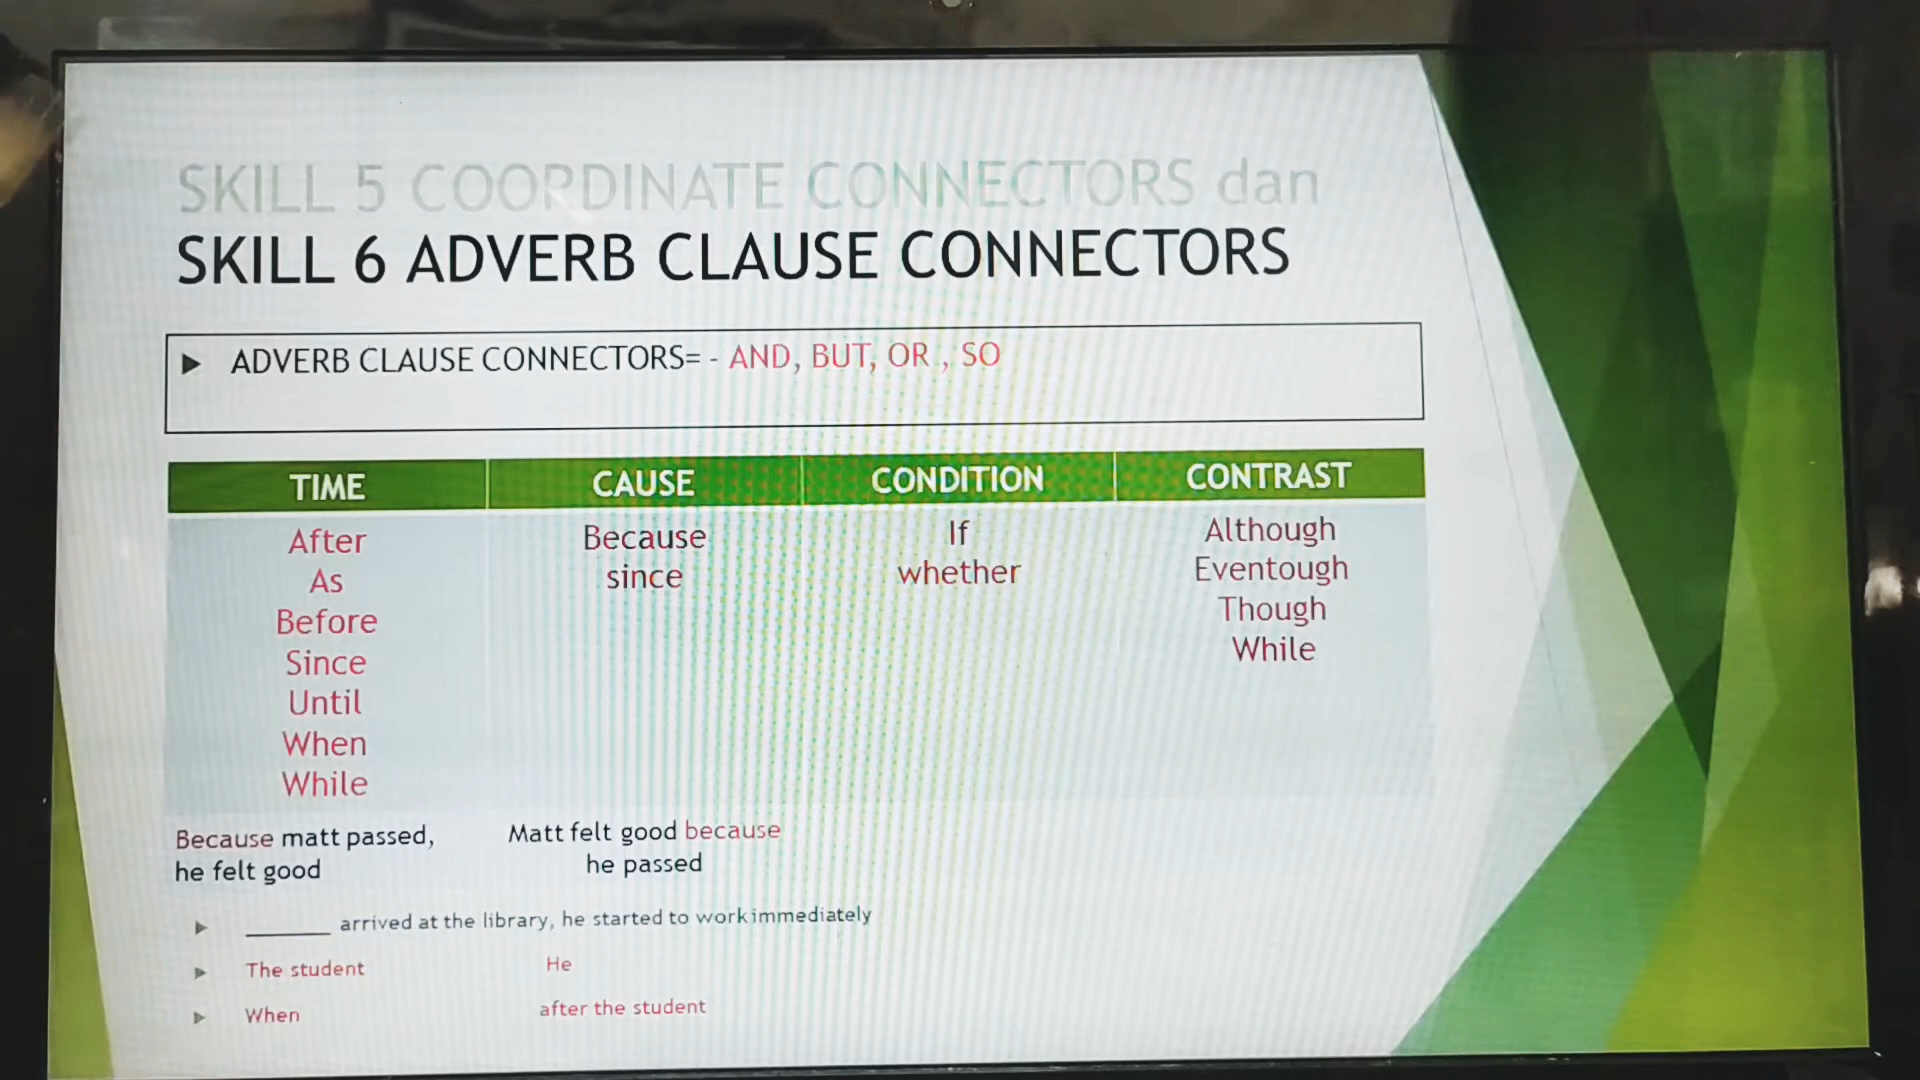 SKILL 5 COORDINATE CONNECTORS dan
SKILL 6 ADVERB CLAUSE CONNECTORS
ADVERB CLAUSE CONNECTORS= - AND, BUT, OR , SO
TIME CAUSE CONDITION CONTRAST
After Because If Although
As since whether Eventough
Before Though
Since While
Until
When
While
Because matt passed, Matt felt good because
he felt good he passed
_______ arrived at the library, he started to work immediately
The student He
When after the student